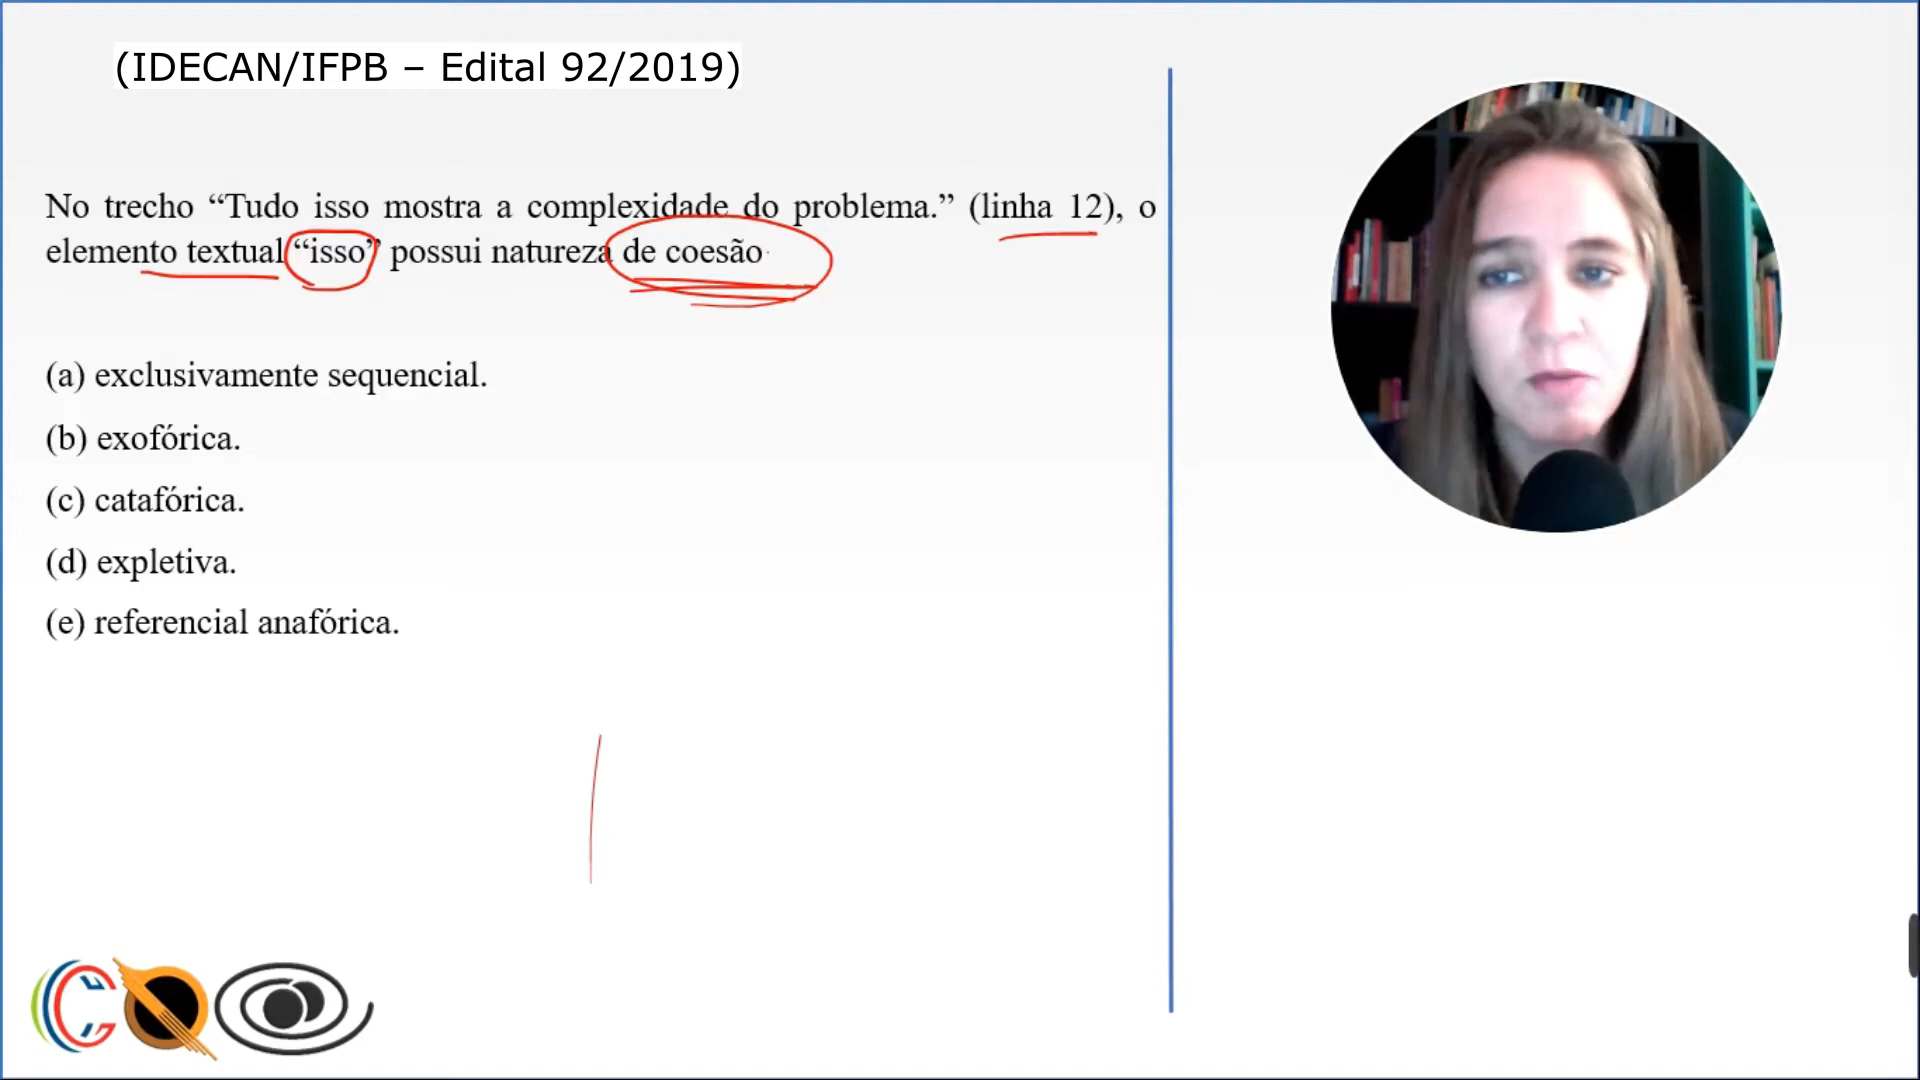 (IDECAN/IFPB – Edital 92/2019)
No trecho “Tudo isso mostra a complexidade do problema.” (linha 12), o
elemento textual “isso” possui natureza de coesão
(a) exclusivamente sequencial.
(b) exofórica.
(c) catafórica.
(d) expletiva.
(e) referencial anafórica.